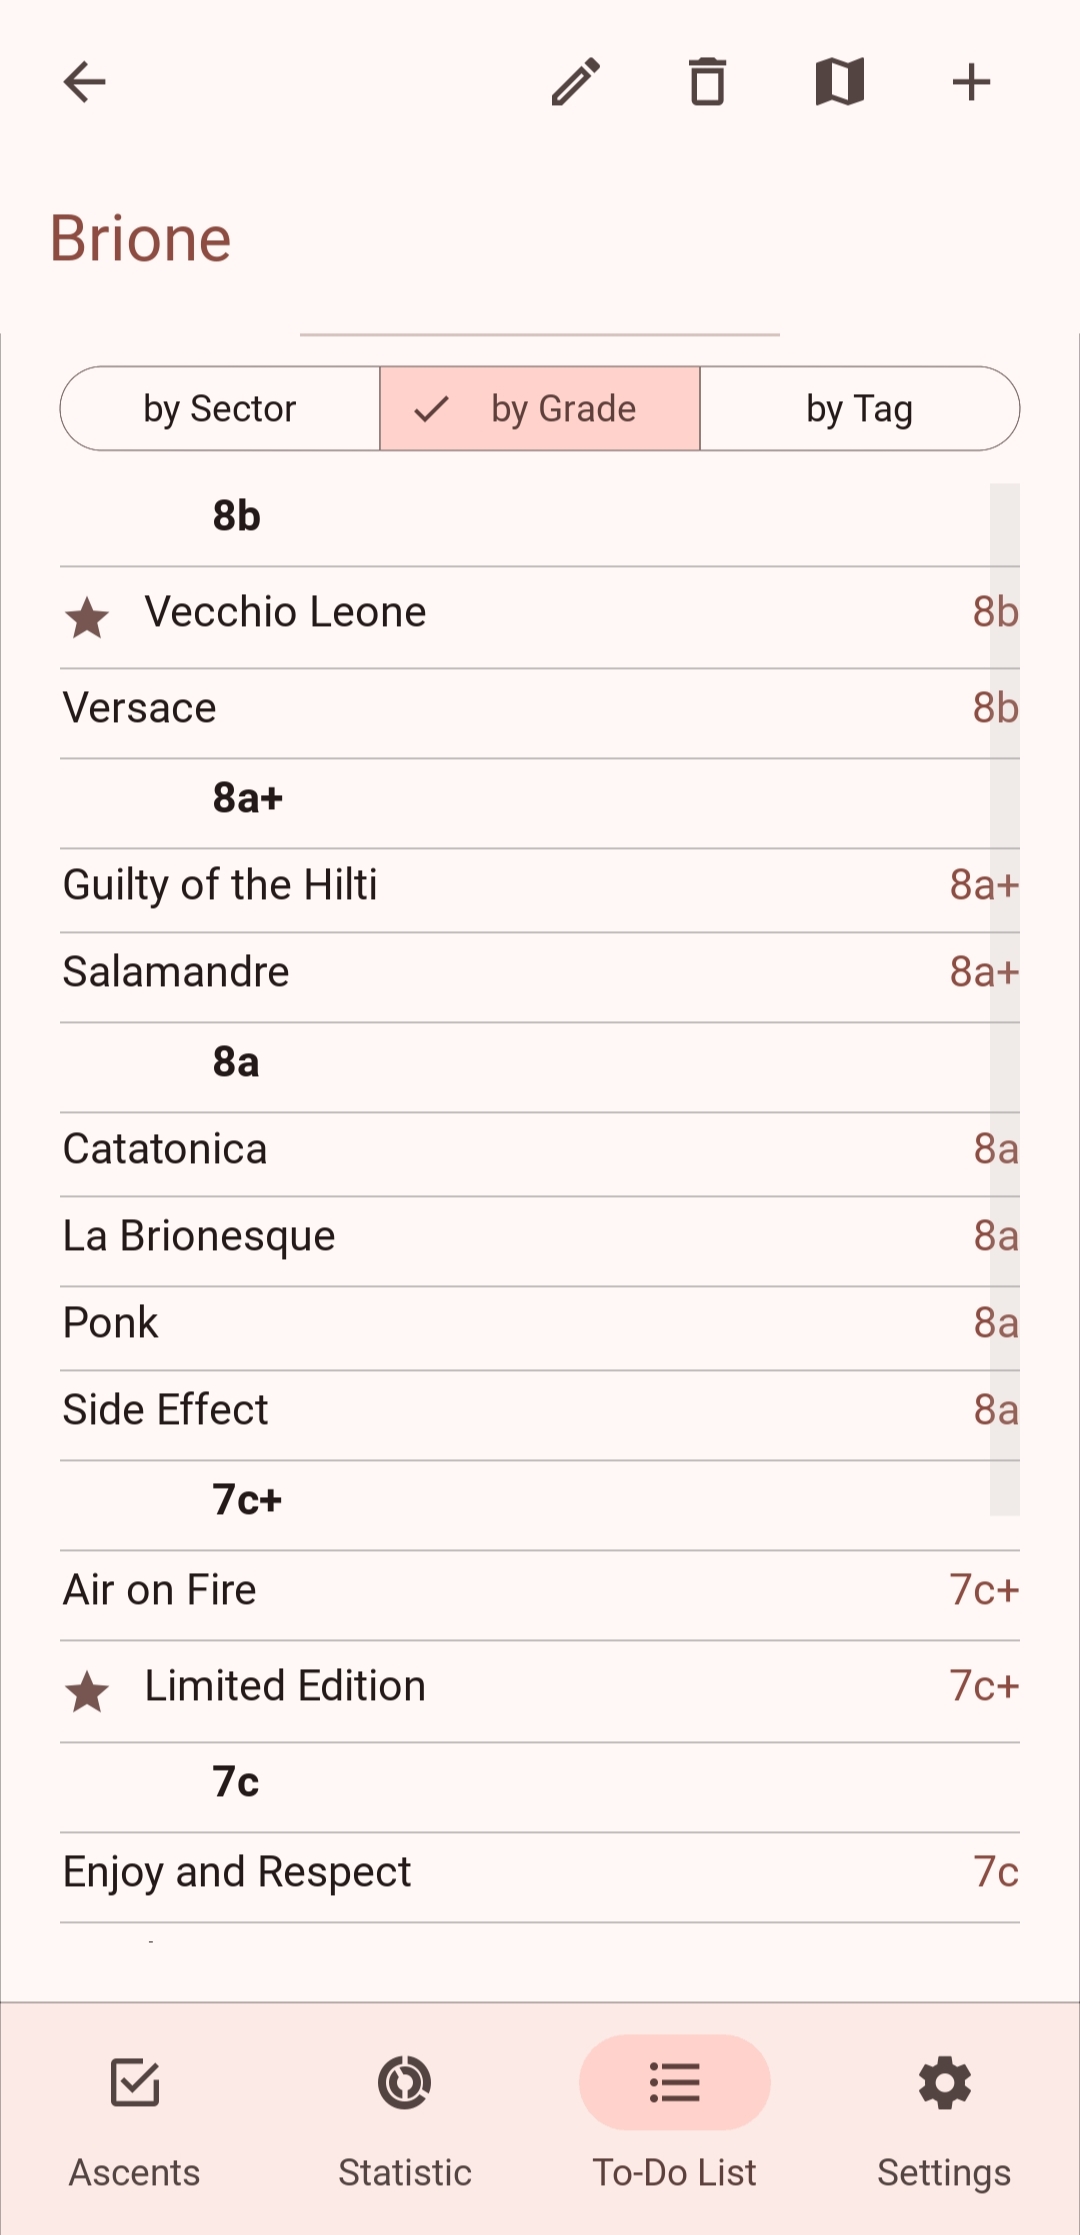 Brione
by Sector by Grade by Tag
8b
Vecchio Leone 8b
Versace 8b
8a+
Guilty of the Hilti 8a+
Salamandre 8a+
8a
Catatonica 8a
La Brionesque 8a
Ponk 8a
Side Effect 8a
7c+
Air on Fire 7c+
Limited Edition 7c+
7c
Enjoy and Respect 7c
Ascents Statistic To-Do List Settings